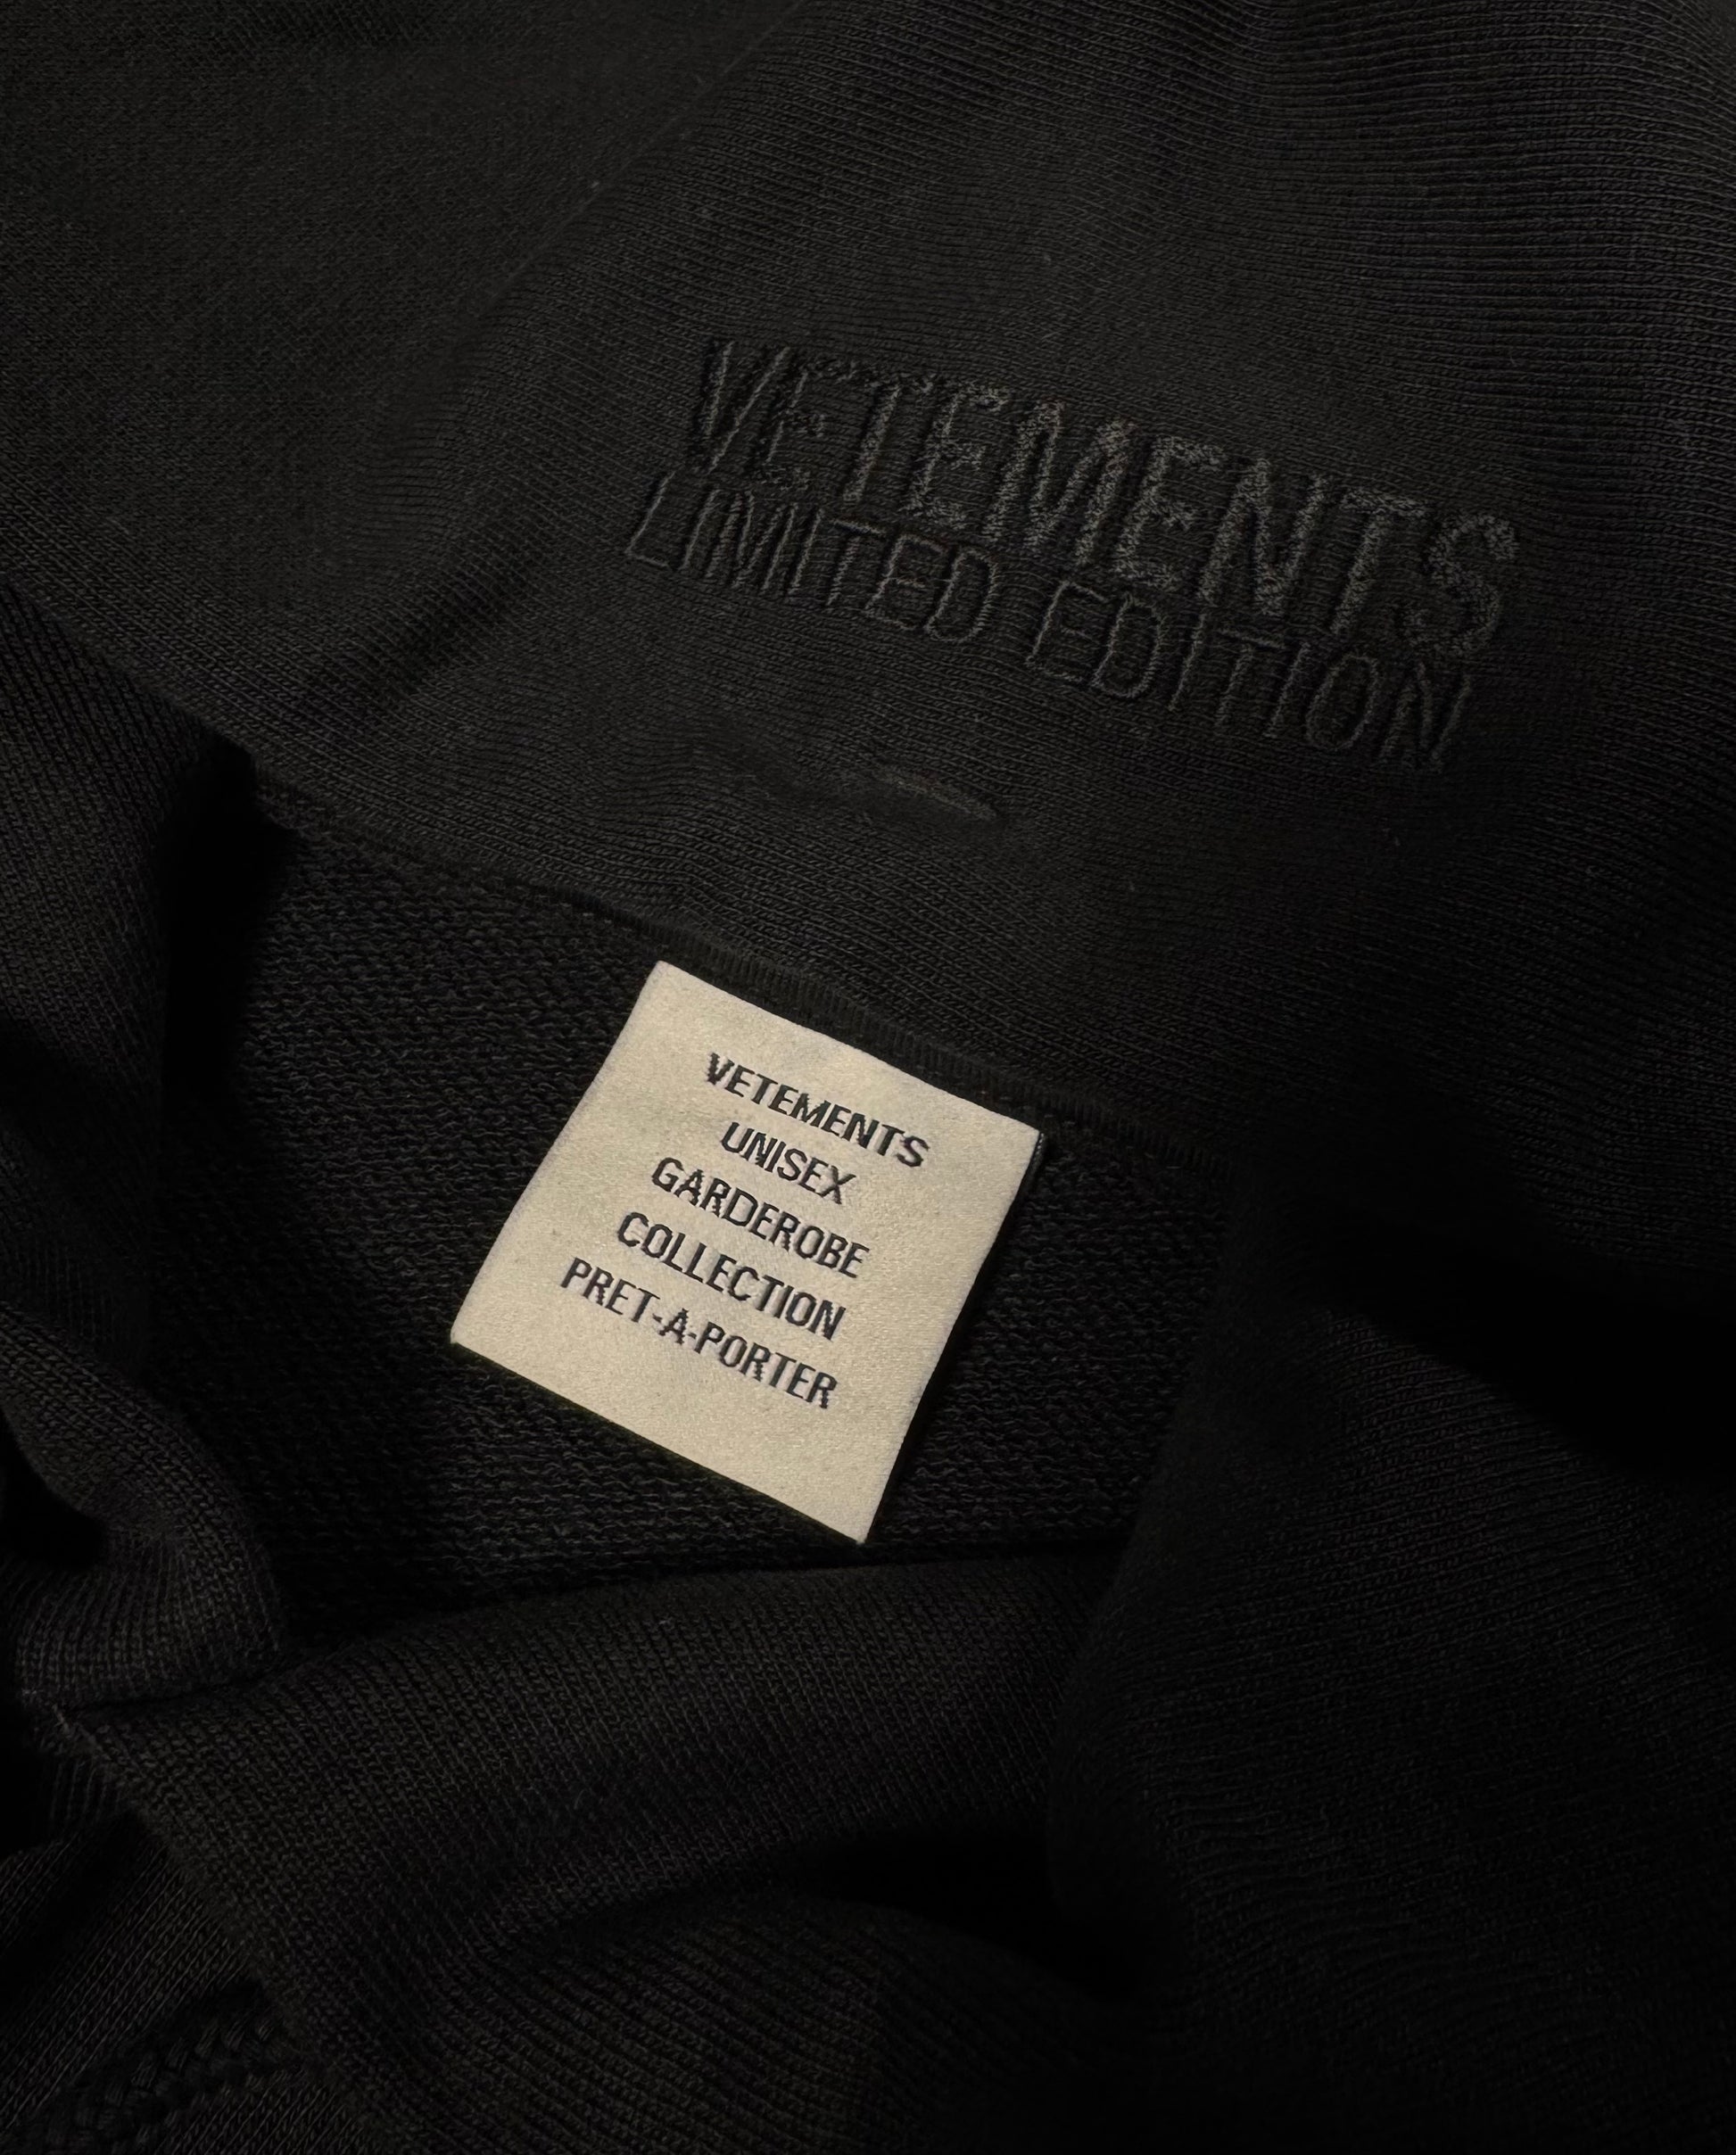 VETEMENTS
LIMITED EDITION
VETEMENTS
UNISEX
GARDEROBE
COLLECTION
PRET-A-PORTER